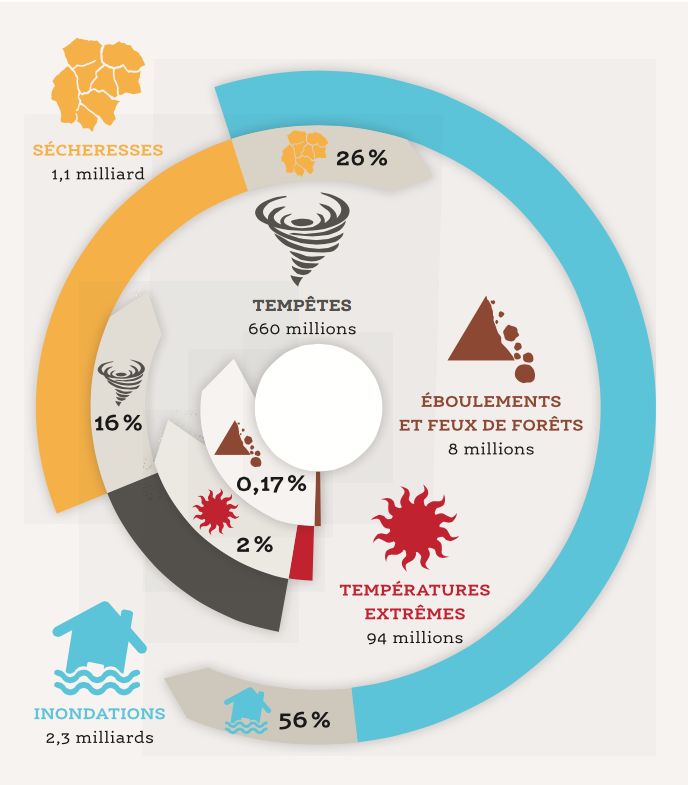 SÉCHERESSES
1,1 milliard
26 %
TEMPÊTES
660 millions
ÉBOULEMENTS
ET FEUX DE FORÊTS
8 millions
16 %
0,17 %
2 %
TEMPÉRATURES
EXTRÊMES
94 millions
INONDATIONS
2,3 milliards
56 %